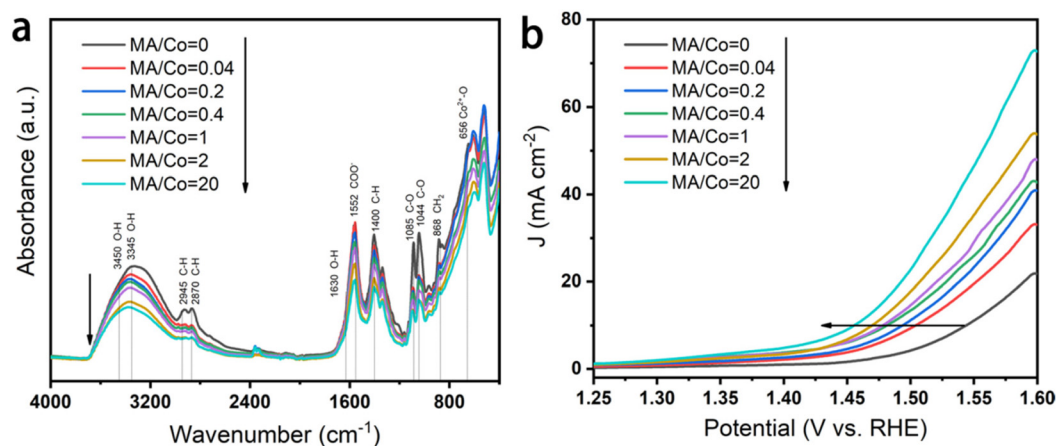 a
MA/Co=0
MA/Co=0.04
MA/Co=0.2
MA/Co=0.4
MA/Co=1
MA/Co=2
MA/Co=20
3450 O-H
3345 O-H
2945 C-H
2870 C-H
1630 O-H
1552 COO⁻
1400 C-H
1085 C-O
1044 C-O
868 CH₂
656 Co²⁺-O
Absorbance (a.u.)
4000 3200 2400 1600 800
Wavenumber (cm⁻¹)
b
MA/Co=0
MA/Co=0.04
MA/Co=0.2
MA/Co=0.4
MA/Co=1
MA/Co=2
MA/Co=20
J (mA cm⁻²)
80
60
40
20
0
1.25 1.30 1.35 1.40 1.45 1.50 1.55 1.60
Potential (V vs. RHE)